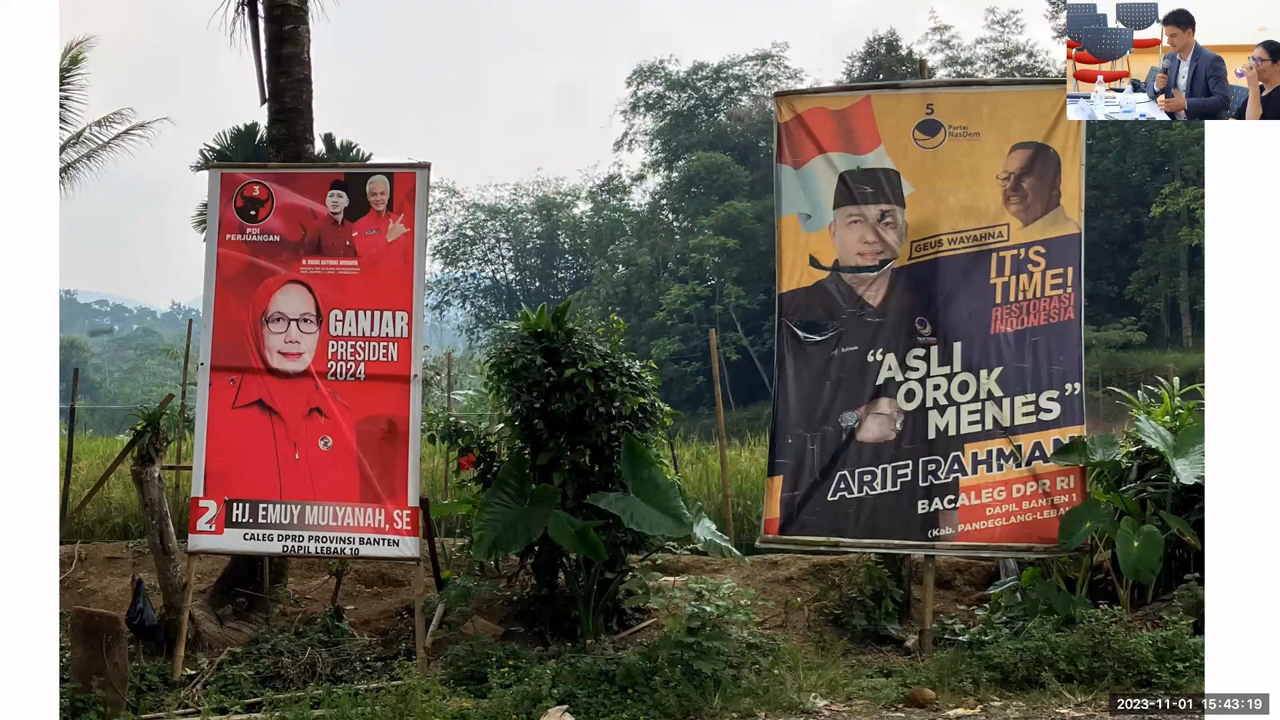 3
PDI
PERJUANGAN
GANJAR
PRESIDEN
2024
2
HJ. EMUY MULYANAH, SE
CALEG DPRD PROVINSI BANTEN
DAPIL LEBAK 10
5
Partai
NasDem
GEUS WAYAHNA
IT'S
TIME!
RESTORASI
INDONESIA
"ASLI
OROK
MENES"
ARIF RAHMAN
BACALEG DPR RI
DAPIL BANTEN 1
(Kab. PANDEGLANG-LEBAK
2023-11-01 15:43:19